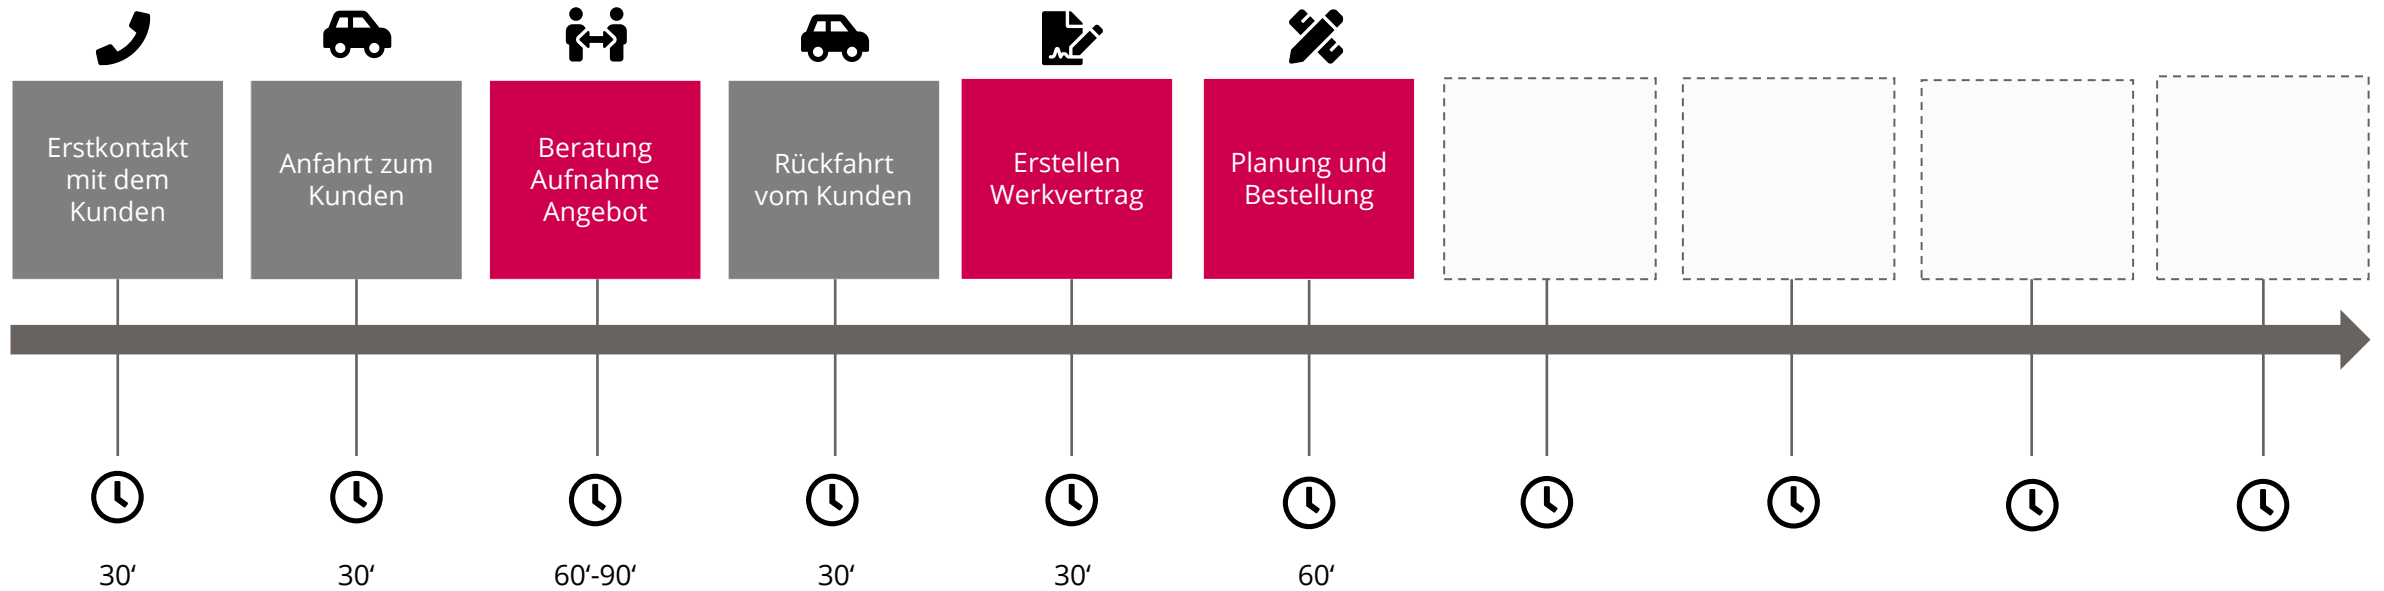 Erstkontakt
mit dem
Kunden
Anfahrt zum
Kunden
Beratung
Aufnahme
Angebot
Rückfahrt
vom Kunden
Erstellen
Werkvertrag
Planung und
Bestellung
30‘
30‘
60‘-90‘
30‘
30‘
60‘